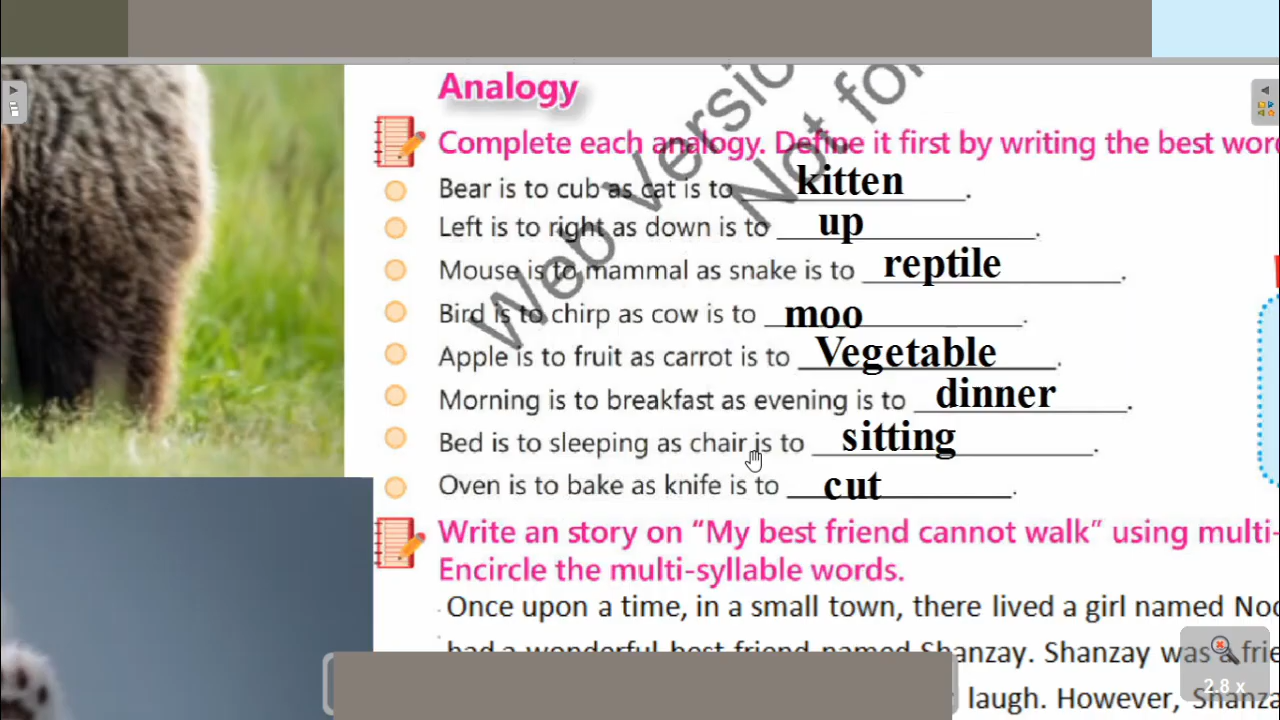 Analogy
Complete each analogy. Define it first by writing the best
Bear is to cub as cat is to kitten.
Left is to right as down is to up.
Mouse is to mammal as snake is to reptile.
Bird is to chirp as cow is to moo.
Apple is to fruit as carrot is to Vegetable.
Morning is to breakfast as evening is to dinner.
Bed is to sleeping as chair is to sitting.
Oven is to bake as knife is to cut.
Write an story on “My best friend cannot walk” using multi-
Encircle the multi-syllable words.
Once upon a time, in a small town, there lived a girl named
had a wonderful best friend named Shanzay. Shanzay was a
laugh. However,
Web Version
Not for
2.8 x